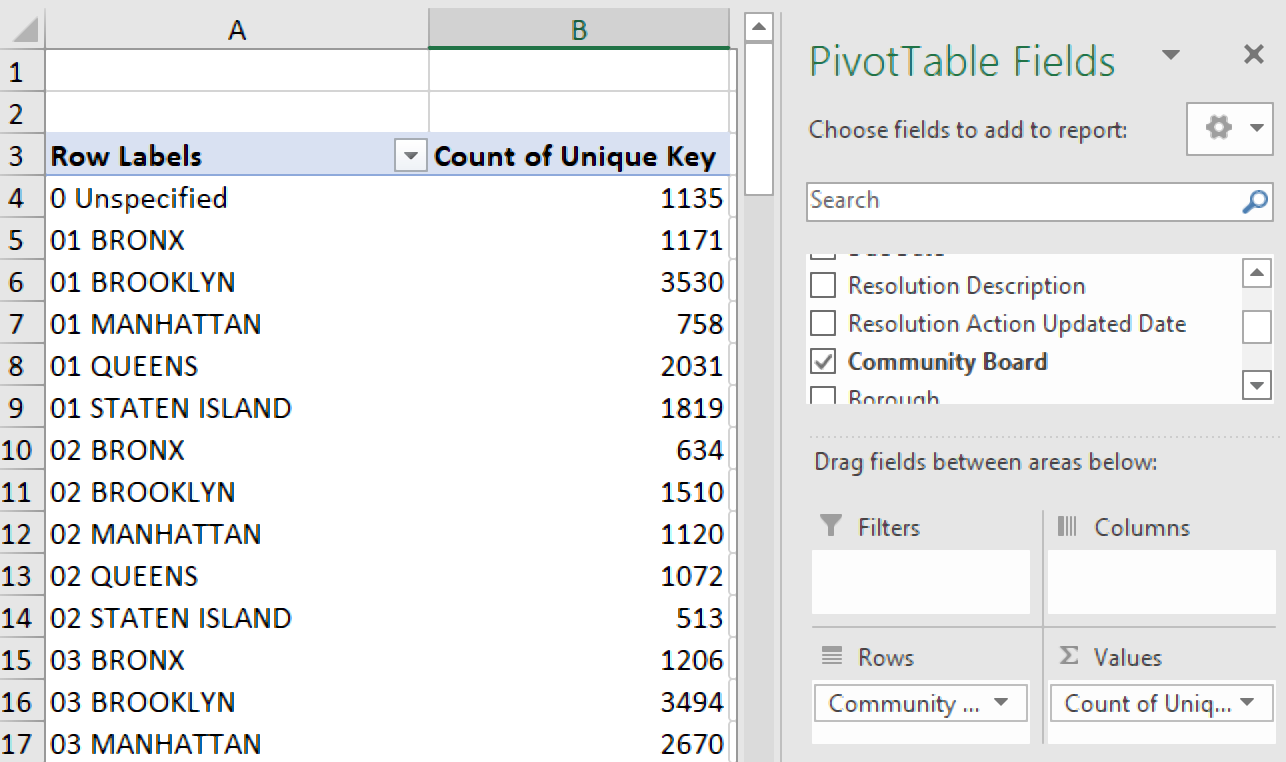 A B
1
2
3 Row Labels Count of Unique Key
4 0 Unspecified 1135
5 01 BRONX 1171
6 01 BROOKLYN 3530
7 01 MANHATTAN 758
8 01 QUEENS 2031
9 01 STATEN ISLAND 1819
10 02 BRONX 634
11 02 BROOKLYN 1510
12 02 MANHATTAN 1120
13 02 QUEENS 1072
14 02 STATEN ISLAND 513
15 03 BRONX 1206
16 03 BROOKLYN 3494
17 03 MANHATTAN 2670
PivotTable Fields
Choose fields to add to report:
Search
Resolution Description
Resolution Action Updated Date
Community Board
Borough
Drag fields between areas below:
Filters
Columns
Rows
Σ Values
Community ...
Count of Uniq...